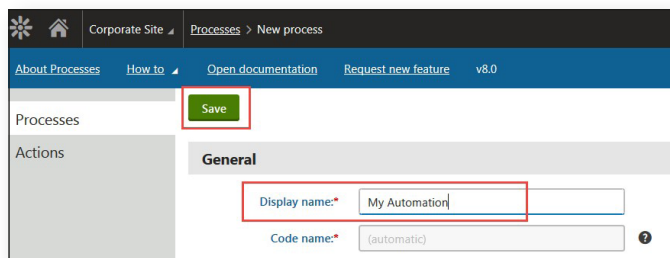 Corporate Site Processes > New process
About Processes How to Open documentation Request new feature v8.0
Save
Processes
Actions
General
Display name:* My Automation
Code name:* (automatic)
?